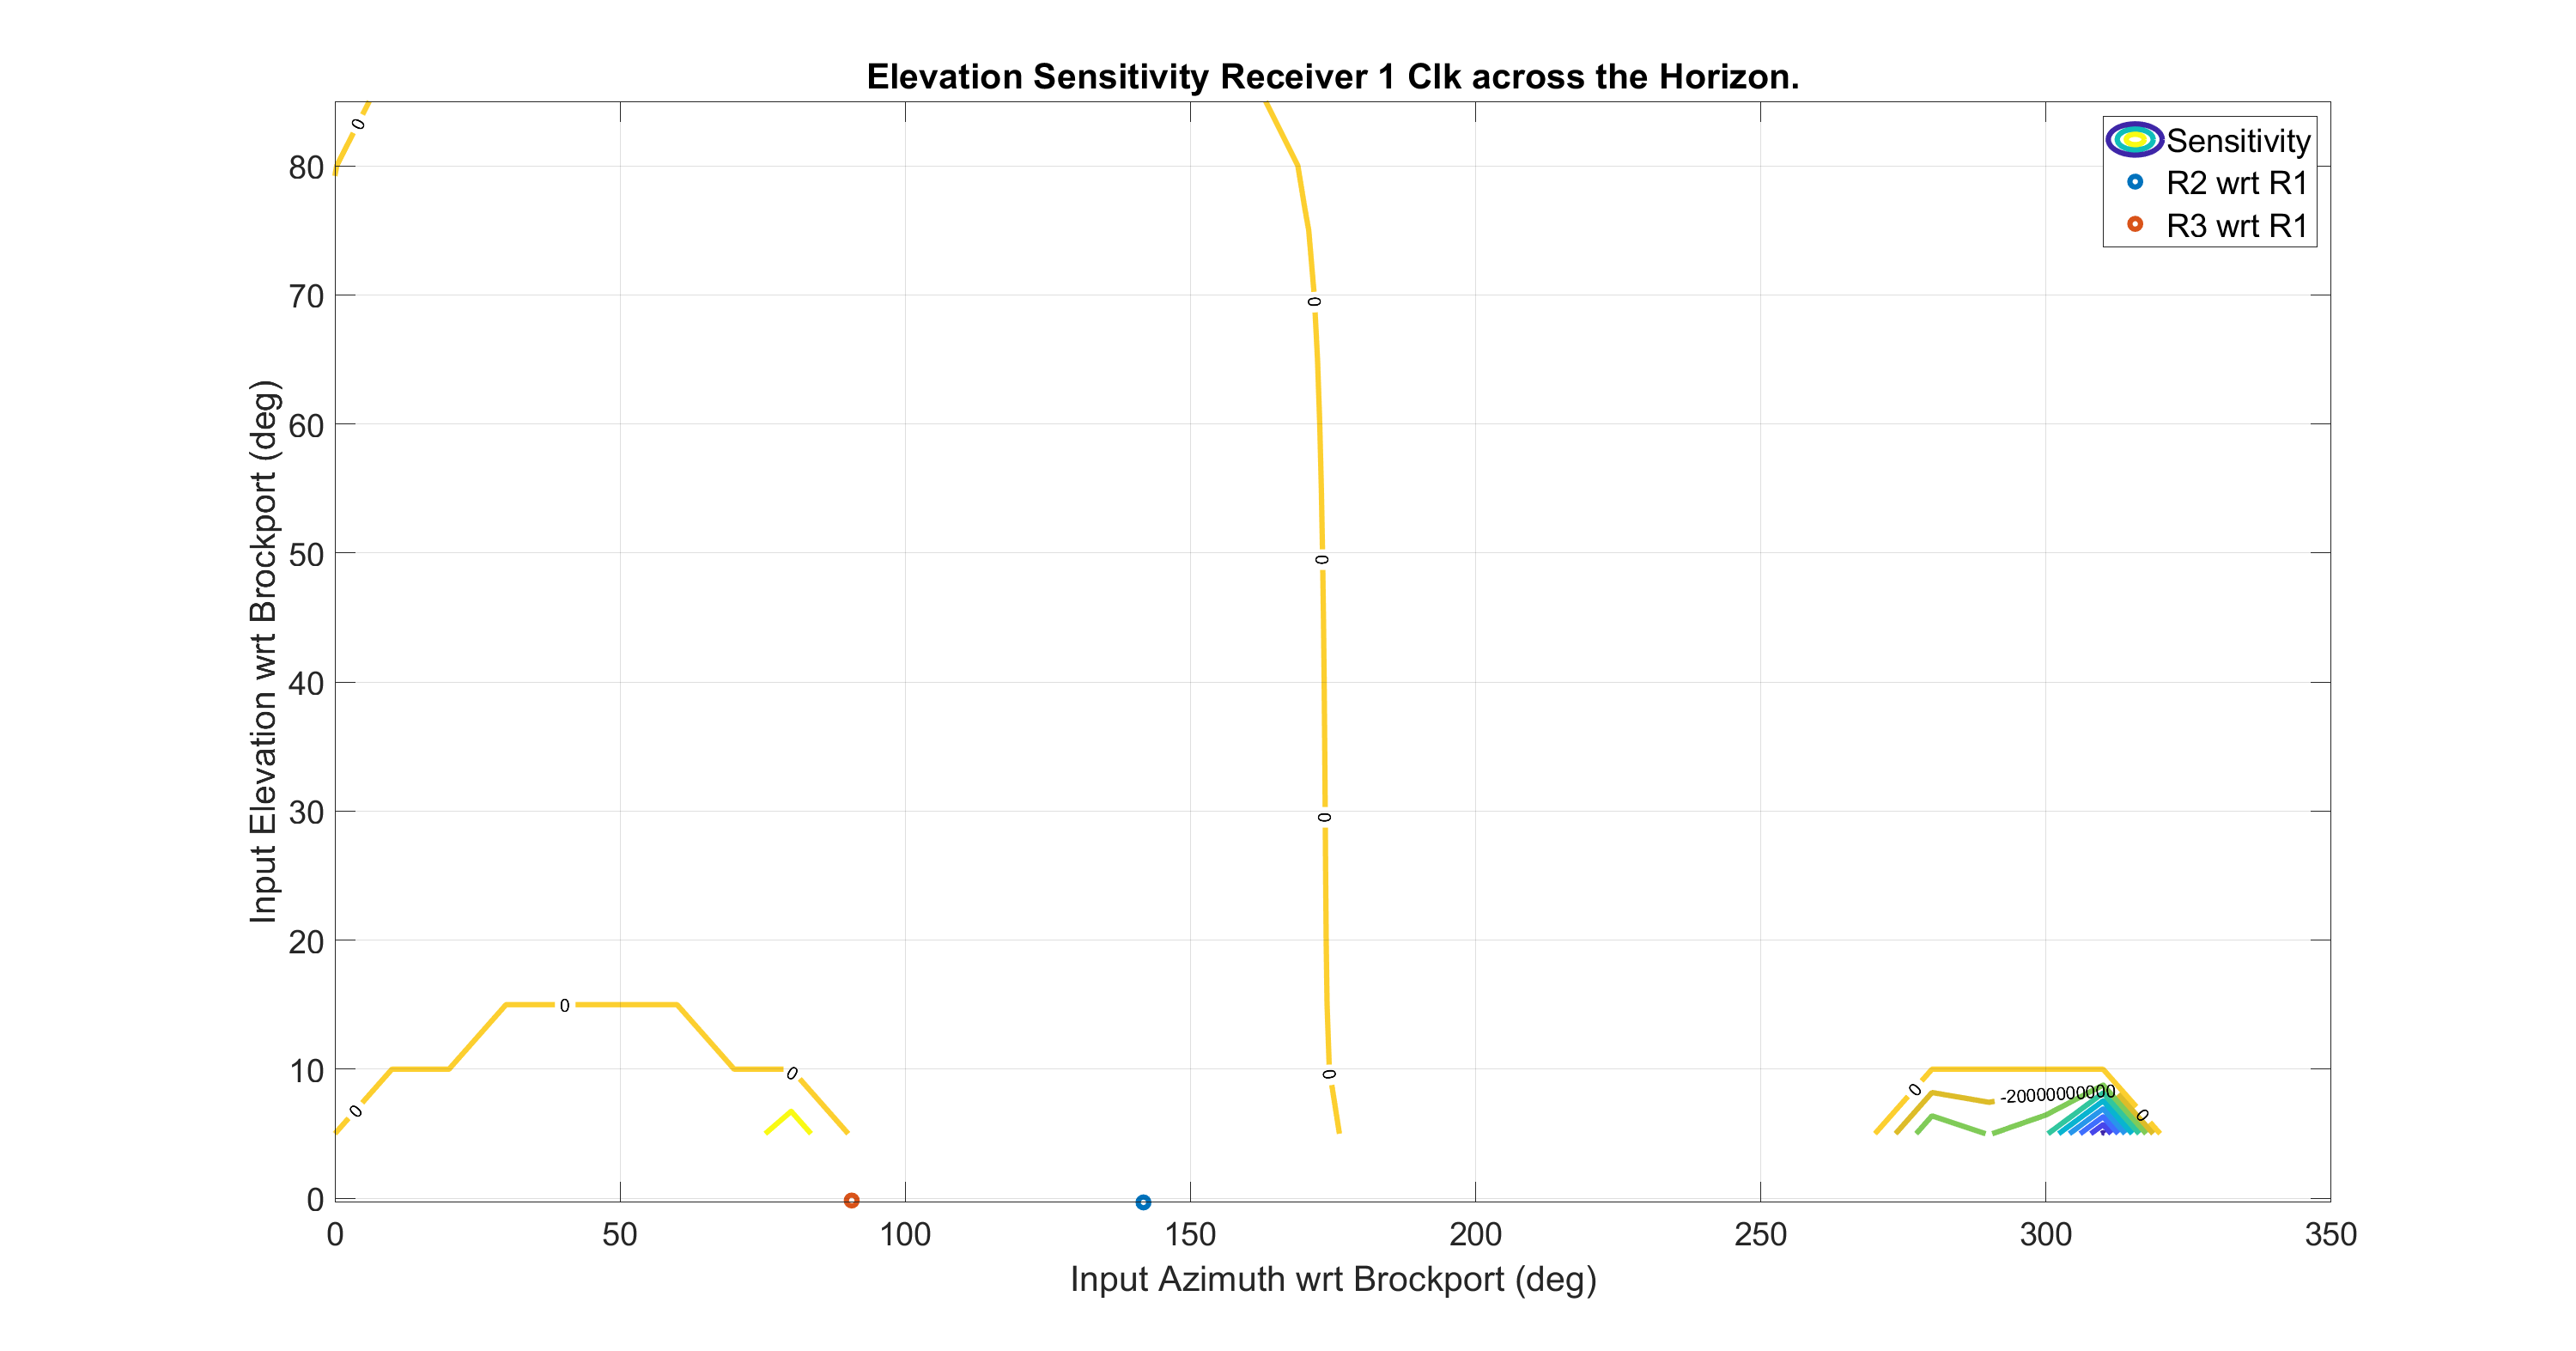 Elevation Sensitivity Receiver 1 Clk across the Horizon.
Sensitivity
R2 wrt R1
R3 wrt R1
Input Elevation wrt Brockport (deg)
80
70
60
50
40
30
20
10
0
0
0
0
0
0
0
0
0
0
-20000000000
0
0 50 100 150 200 250 300 350
Input Azimuth wrt Brockport (deg)